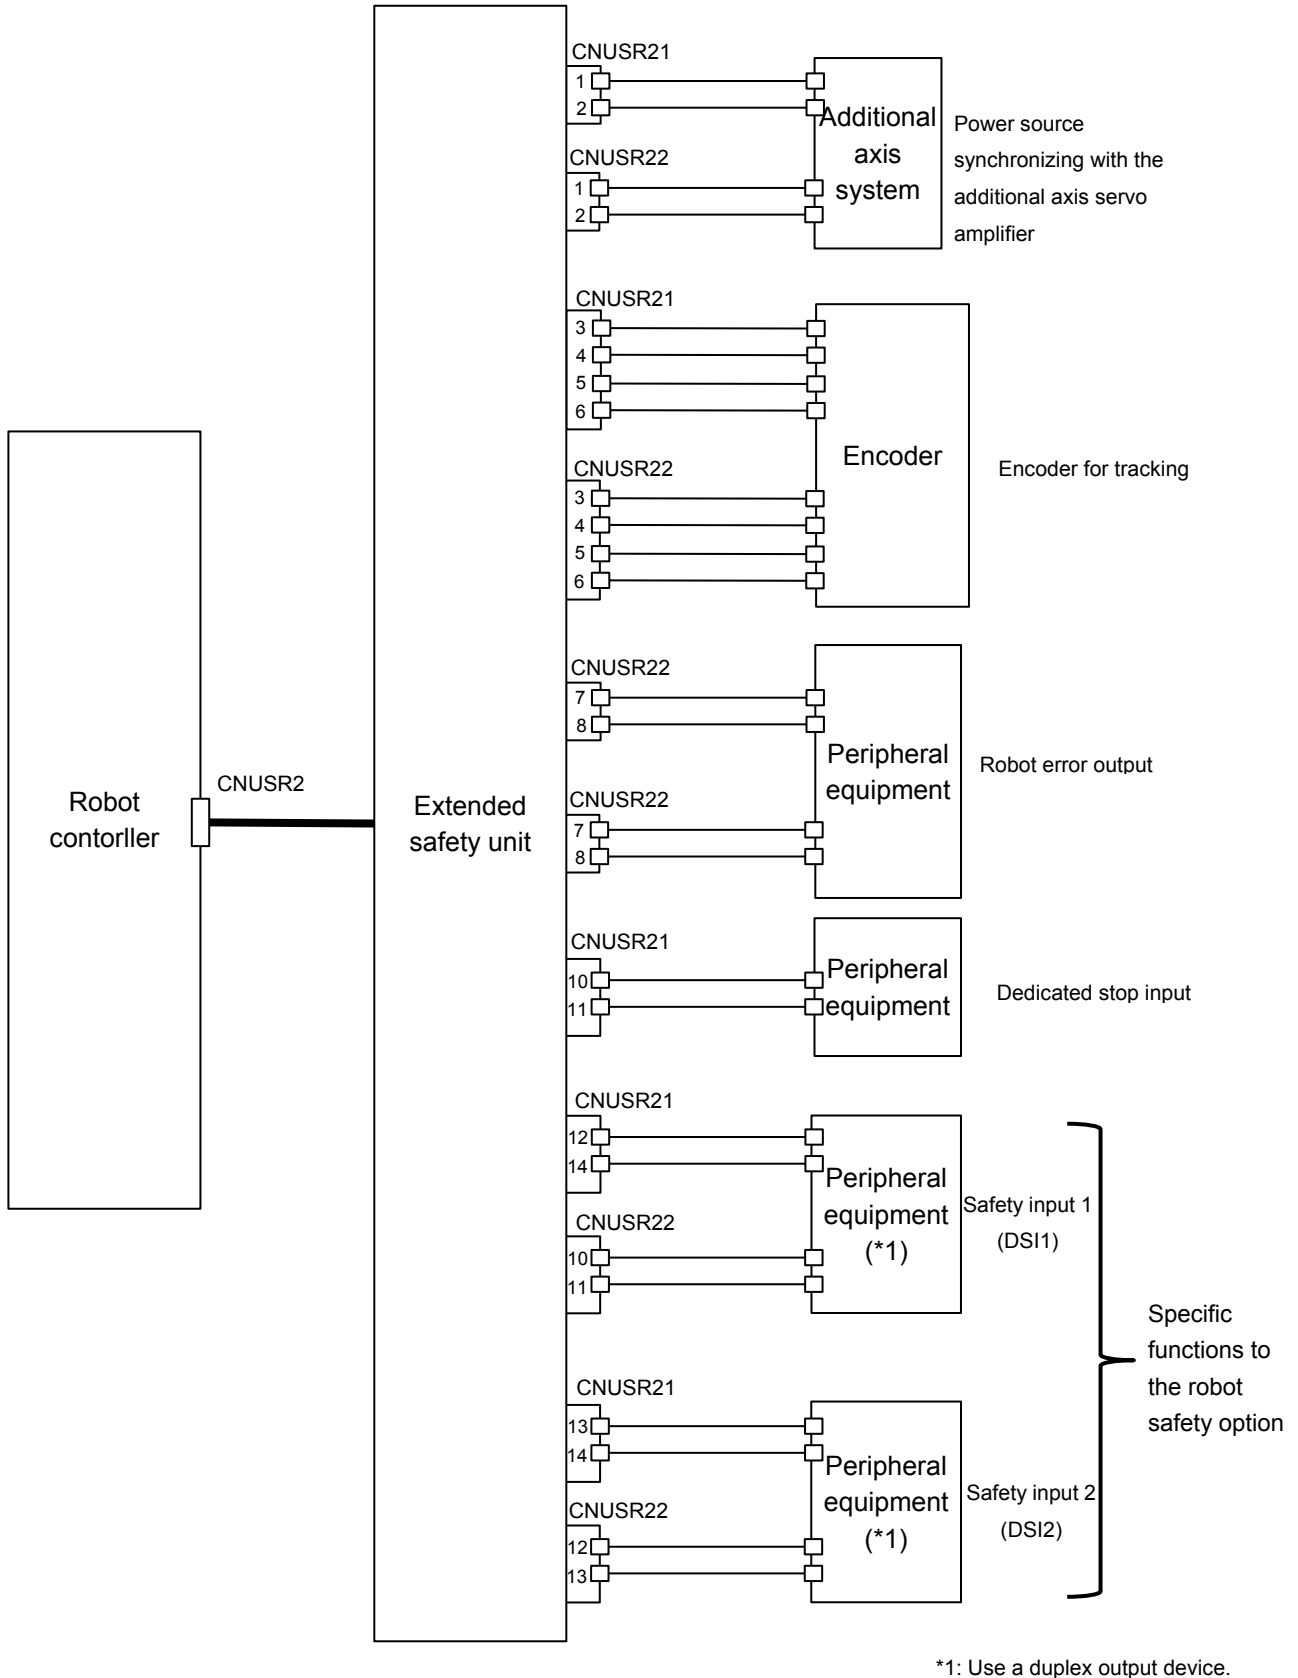 CNUSR21
1
2
Additional
axis
system
Power source
synchronizing with the
additional axis servo
amplifier
CNUSR22
1
2
CNUSR21
3
4
5
6
Encoder
Encoder for tracking
CNUSR22
3
4
5
6
CNUSR22
7
8
Peripheral
equipment
Robot error output
CNUSR22
7
8
Robot
contorller
CNUSR2
Extended
safety unit
CNUSR21
10
11
Peripheral
equipment
Dedicated stop input
CNUSR21
12
14
Peripheral
equipment
(*1)
Safety input 1
(DSI1)
CNUSR22
10
11
Specific
functions to
the robot
safety option
CNUSR21
13
14
Peripheral
equipment
(*1)
Safety input 2
(DSI2)
CNUSR22
12
13
*1: Use a duplex output device.